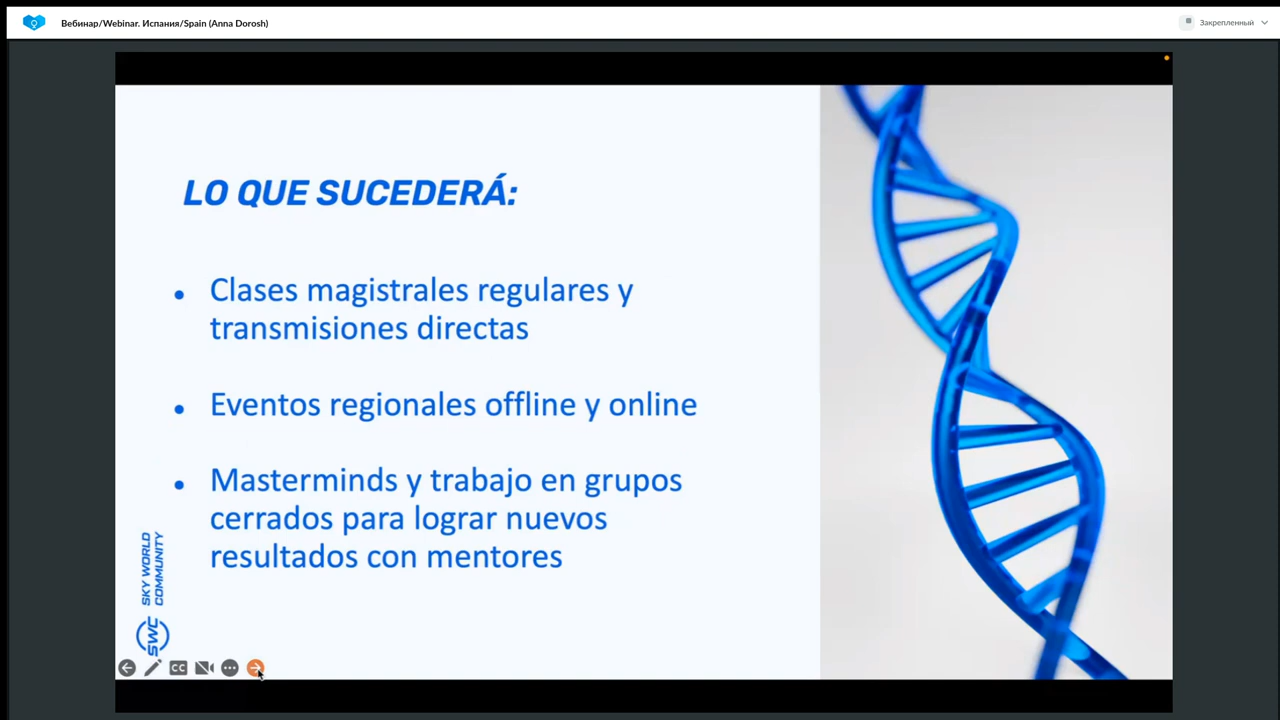 Вебинар/Webinar. Испания/Spain (Anna Dorosh)
Закрепленный
LO QUE SUCEDERÁ:
• Clases magistrales regulares y
transmisiones directas
• Eventos regionales offline y online
• Masterminds y trabajo en grupos
cerrados para lograr nuevos
resultados con mentores
SKY WORLD
COMMUNITY
SWC
CC